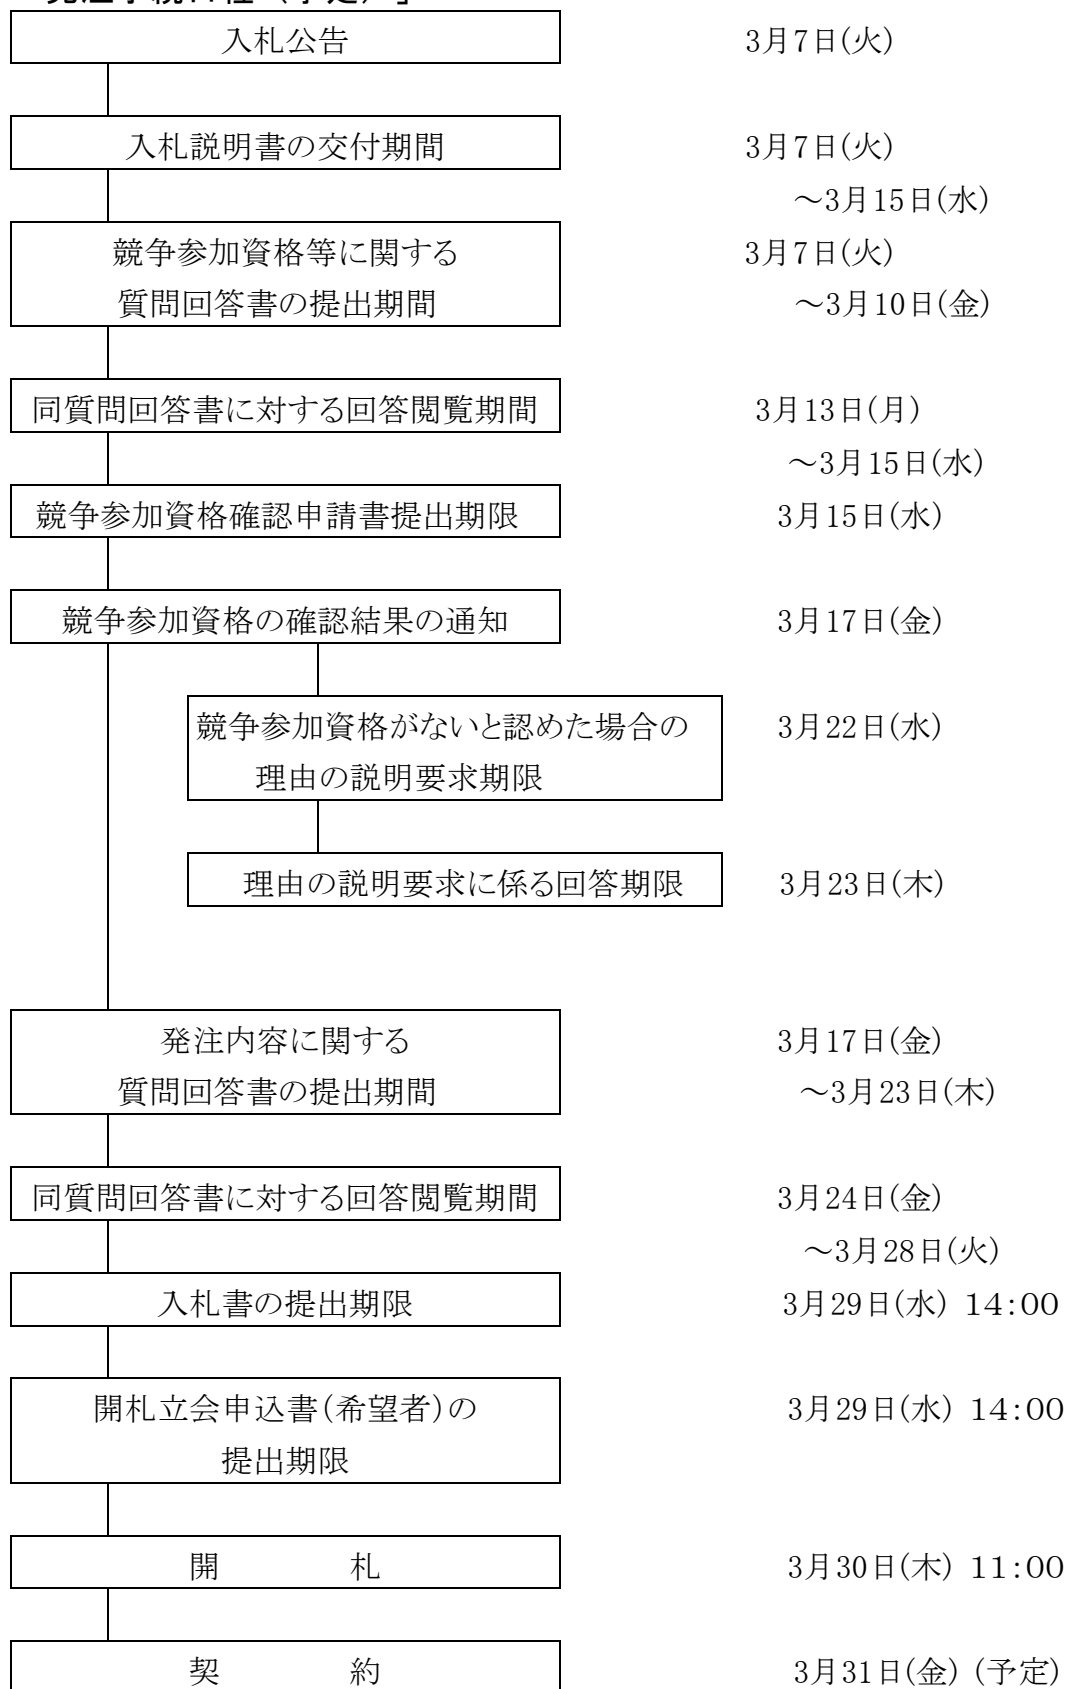 入札公告 3月7日(火)
入札説明書の交付期間 3月7日(火)
～3月15日(水)
競争参加資格等に関する 3月7日(火)
質問回答書の提出期間 ～3月10日(金)
同質問回答書に対する回答閲覧期間 3月13日(月)
～3月15日(水)
競争参加資格確認申請書提出期限 3月15日(水)
競争参加資格の確認結果の通知 3月17日(金)
競争参加資格がないと認めた場合の 3月22日(水)
理由の説明要求期限
理由の説明要求に係る回答期限 3月23日(木)
発注内容に関する 3月17日(金)
質問回答書の提出期間 ～3月23日(木)
同質問回答書に対する回答閲覧期間 3月24日(金)
～3月28日(火)
入札書の提出期限 3月29日(水) 14:00
開札立会申込書(希望者)の 3月29日(水) 14:00
提出期限
開　　　　札 3月30日(木) 11:00
契　　　　約 3月31日(金) (予定)